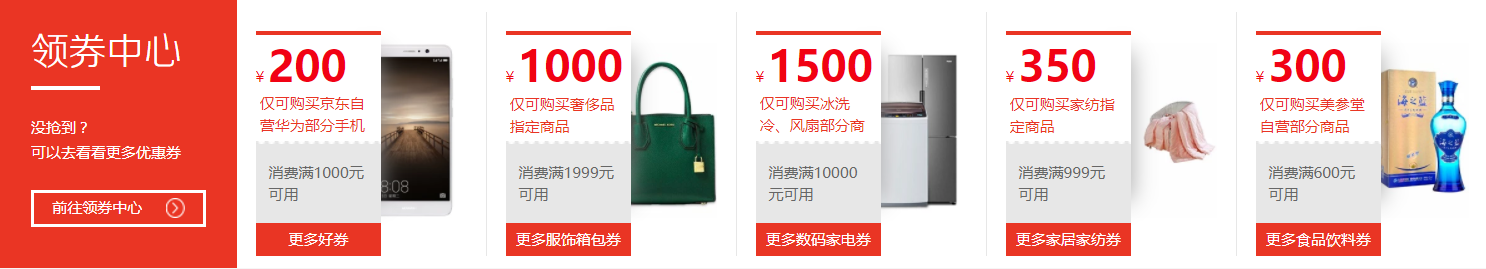 领券中心
没抢到？
可以去看看更多优惠券
前往领券中心
¥ 200
仅可购买京东自
营华为部分手机
消费满1000元
可用
更多好券
08:08
¥ 1000
仅可购买奢侈品
指定商品
消费满1999元
可用
更多服饰箱包券
MICHAEL KORS
¥ 1500
仅可购买冰洗
冷、风扇部分商
消费满10000
元可用
更多数码家电券
¥ 350
仅可购买家纺指
定商品
消费满999元
可用
更多家居家纺券
¥ 300
仅可购买美参堂
自营部分商品
消费满600元
可用
更多食品饮料券
海之蓝